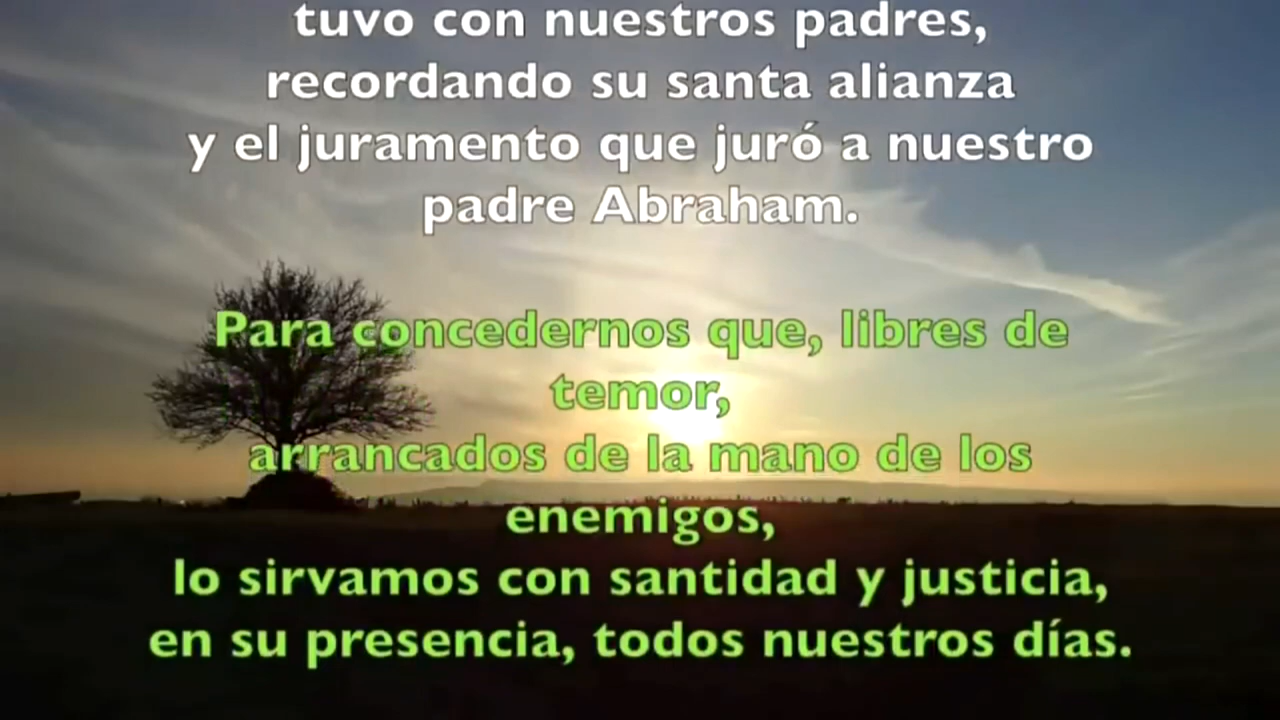 tuvo con nuestros padres,
recordando su santa alianza
y el juramento que juró a nuestro
padre Abraham.
Para concedernos que, libres de
temor,
arrancados de la mano de los
enemigos,
lo sirvamos con santidad y justicia,
en su presencia, todos nuestros días.